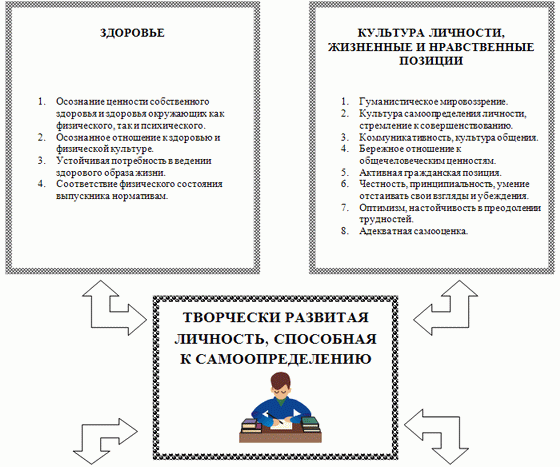 ЗДОРОВЬЕ
1. Осознание ценности собственного
здоровья и здоровья окружающих как
физического, так и психического.
2. Осознанное отношение к здоровью и
физической культуре.
3. Устойчивая потребность в ведении
здорового образа жизни.
4. Соответствие физического состояния
выпускника нормативам.
КУЛЬТУРА ЛИЧНОСТИ,
ЖИЗНЕННЫЕ И НРАВСТВЕННЫЕ
ПОЗИЦИИ
1. Гуманистическое мировоззрение.
2. Культура самоопределения личности,
стремление к совершенствованию.
3. Коммуникативность, культура общения.
4. Бережное отношение к
общечеловеческим ценностям.
5. Активная гражданская позиция.
6. Честность, принципиальность, умение
отстаивать свои взгляды и убеждения.
7. Оптимизм, настойчивость в преодолении
трудностей.
8. Адекватная самооценка.
ТВОРЧЕСКИ РАЗВИТАЯ
ЛИЧНОСТЬ, СПОСОБНАЯ
К САМООПРЕДЕЛЕНИЮ